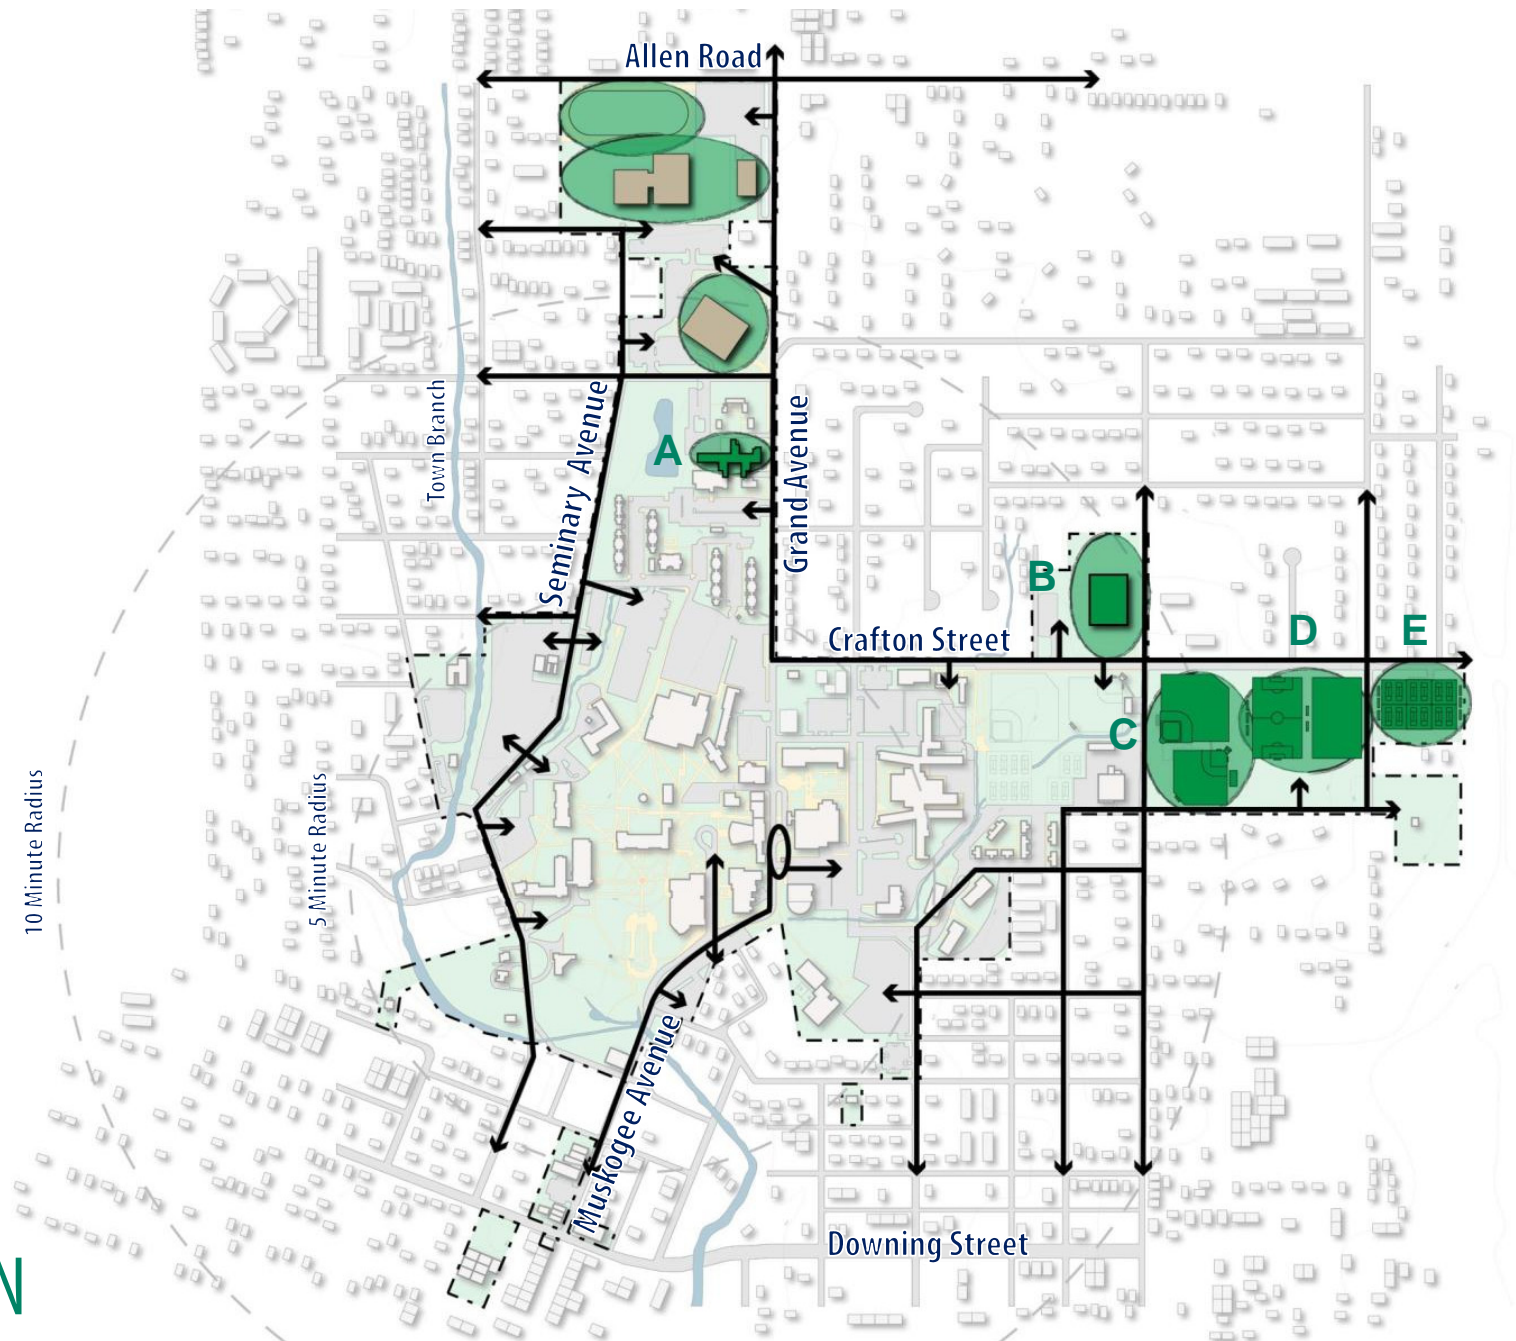 Allen Road
Town Branch
Seminary Avenue
A
Grand Avenue
B
Crafton Street
D
E
C
10 Minute Radius
5 Minute Radius
Muskogee Avenue
Downing Street
N